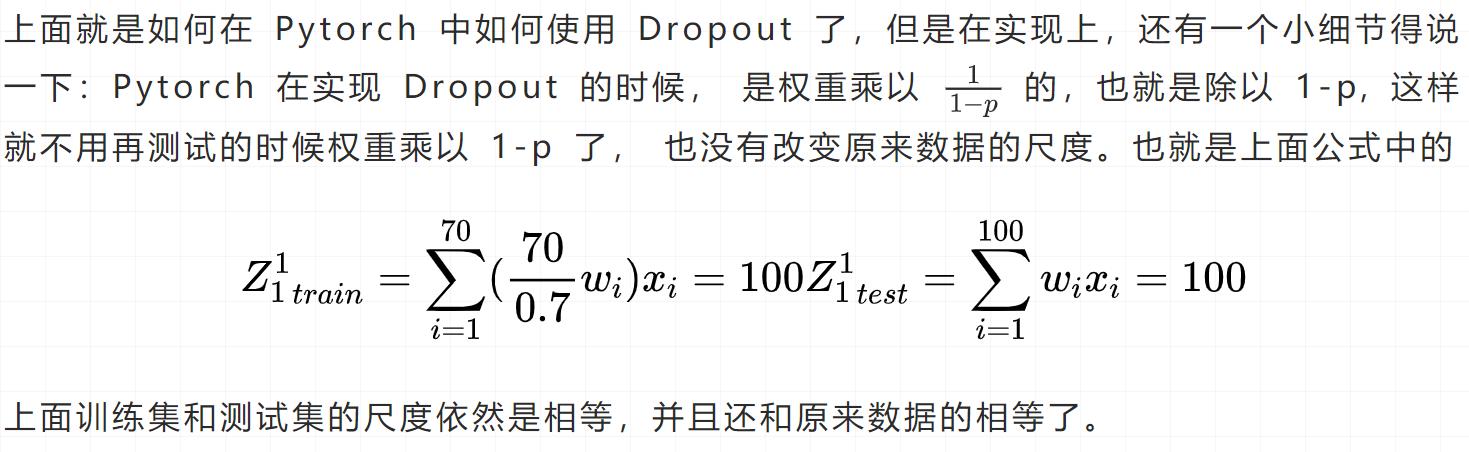 上面就是如何在 Pytorch 中如何使用 Dropout 了，但是在实现上，还有一个小细节得说
一下：Pytorch 在实现 Dropout 的时候， 是权重乘以 \frac{1}{1-p} 的，也就是除以 1-p，这样
就不用再测试的时候权重乘以 1-p 了， 也没有改变原来数据的尺度。也就是上面公式中的
Z_{1\,train}^{1} = \sum_{i=1}^{70}(\frac{70}{0.7}w_i)x_i = 100Z_{1\,test}^{1} = \sum_{i=1}^{100} w_i x_i = 100
上面训练集和测试集的尺度依然是相等，并且还和原来数据的相等了。